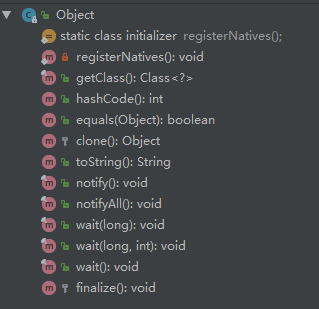 Object
static class initializer registerNatives();
registerNatives(): void
getClass(): Class<?>
hashCode(): int
equals(Object): boolean
clone(): Object
toString(): String
notify(): void
notifyAll(): void
wait(long): void
wait(long, int): void
wait(): void
finalize(): void